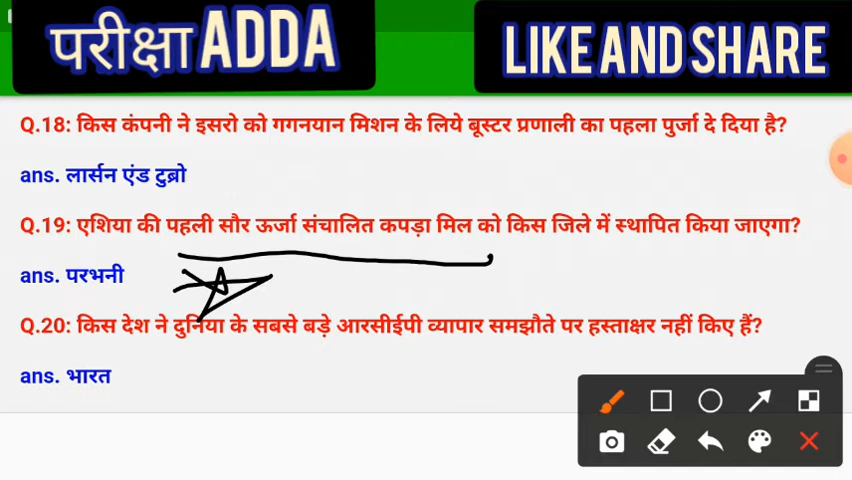 परीक्षा ADDA
LIKE AND SHARE
Q.18: किस कंपनी ने इसरो को गगनयान मिशन के लिये बूस्टर प्रणाली का पहला पुर्जा दे दिया है?
ans. लार्सन एंड टुब्रो
Q.19: एशिया की पहली सौर ऊर्जा संचालित कपड़ा मिल को किस जिले में स्थापित किया जाएगा?
ans. परभनी
Q.20: किस देश ने दुनिया के सबसे बड़े आरसीईपी व्यापार समझौते पर हस्ताक्षर नहीं किए हैं?
ans. भारत